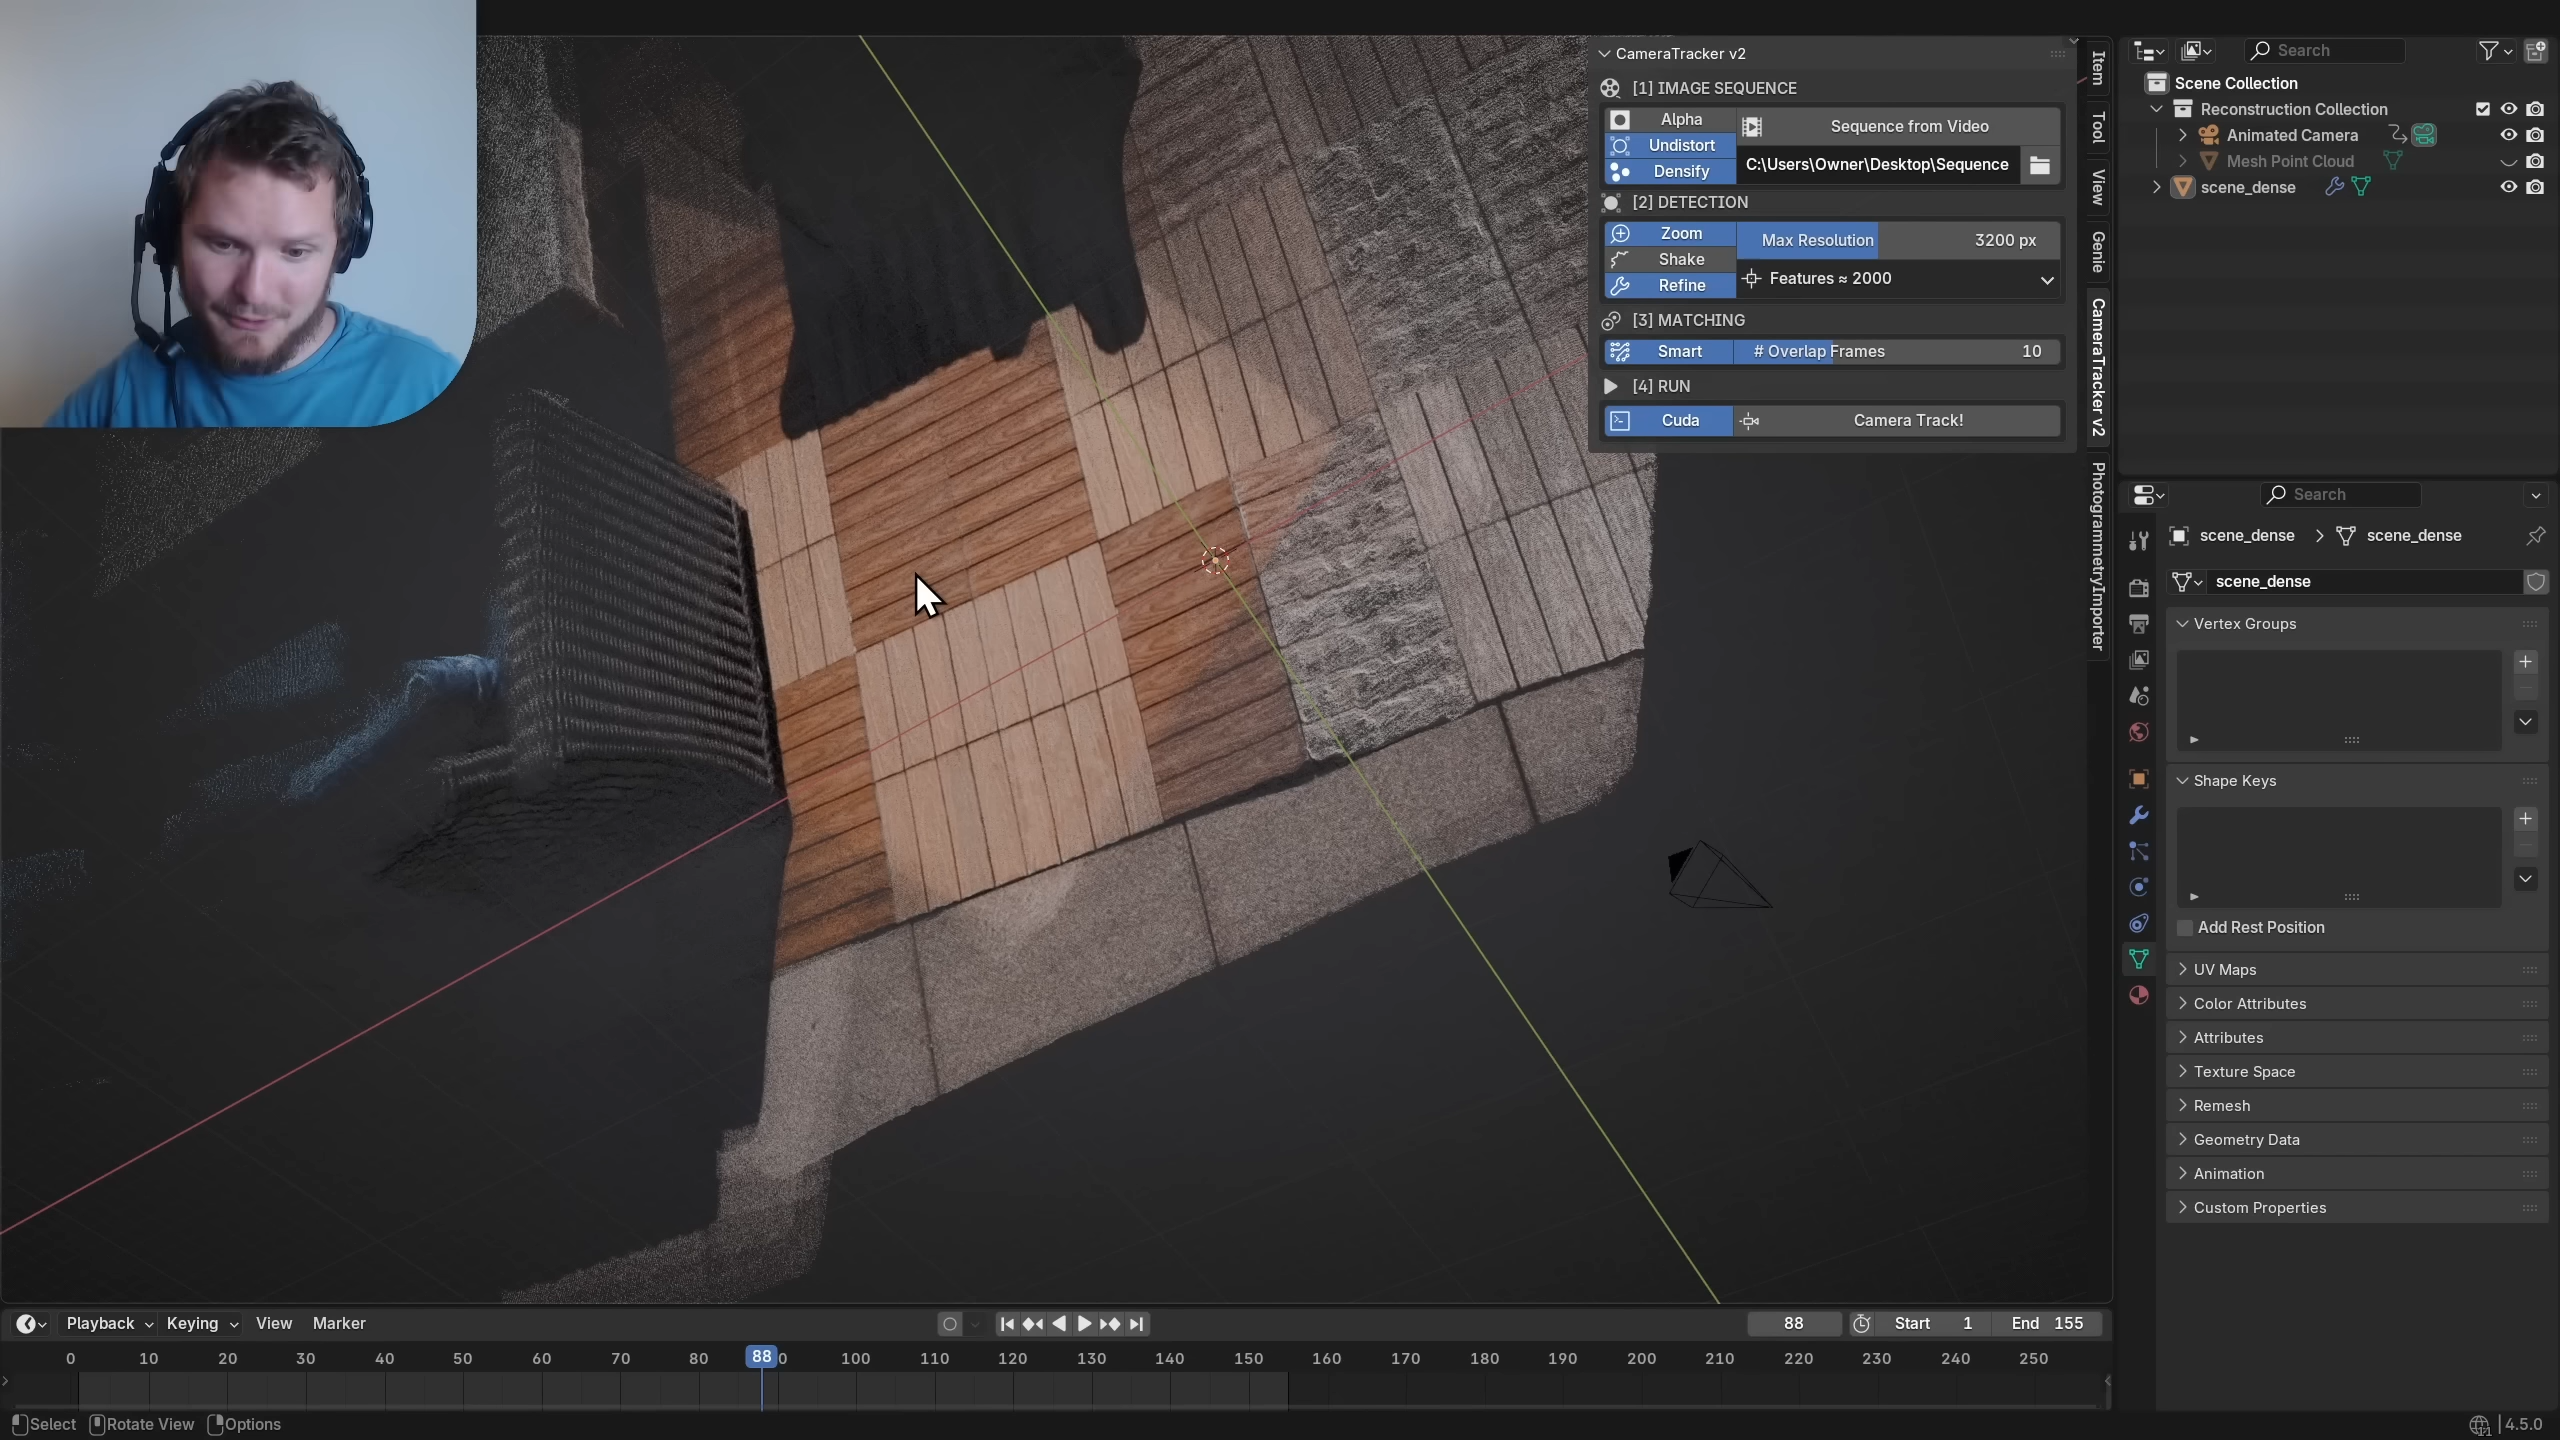 CameraTracker v2
[1] IMAGE SEQUENCE
Alpha
Sequence from Video
Undistort
Densify
C:\Users\Owner\Desktop\Sequence
[2] DETECTION
Zoom
Max Resolution 3200 px
Shake
Features ≈ 2000
Refine
[3] MATCHING
Smart
# Overlap Frames 10
[4] RUN
Cuda
Camera Track!
Item
Tool
View
Genie
CameraTracker v2
PhotogrammetryImporter
Search
Scene Collection
Reconstruction Collection
Animated Camera
Mesh Point Cloud
scene_dense
Search
scene_dense > scene_dense
scene_dense
Vertex Groups
Shape Keys
Add Rest Position
UV Maps
Color Attributes
Attributes
Texture Space
Remesh
Geometry Data
Animation
Custom Properties
Playback Keying View Marker
88 Start 1 End 155
0 10 20 30 40 50 60 70 80 88 0 100 110 120 130 140 150 160 170 180 190 200 210 220 230 240 250
Select Rotate View Options
4.5.0